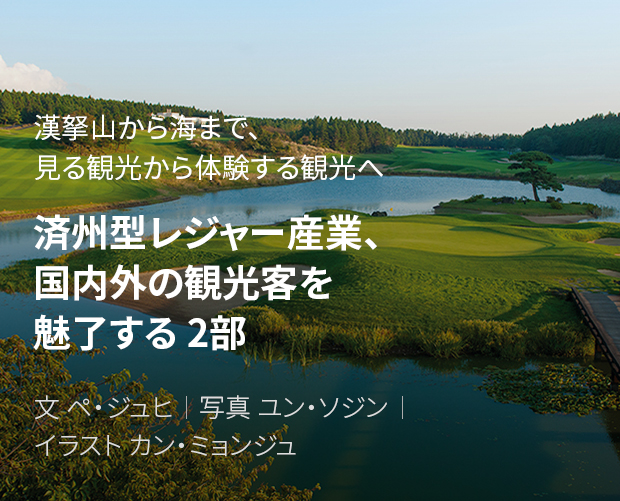 漢拏山から海まで、
見る観光から体験する観光へ
済州型レジャー産業、
国内外の観光客を
魅了する 2部
文 ペ・ジュヒ｜写真 ユン・ソジン｜
イラスト カン・ミョンジュ